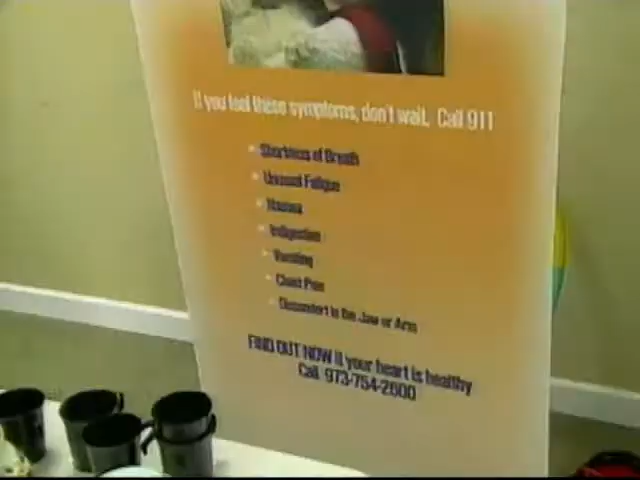 If you feel these symptoms, don't wait. Call 911
Shortness of Breath
Unusual Fatigue
Nausea
Indigestion
Vomiting
Chest Pain
Discomfort in the Jaw or Arm
FIND OUT NOW if your heart is healthy
Call 973-754-2600